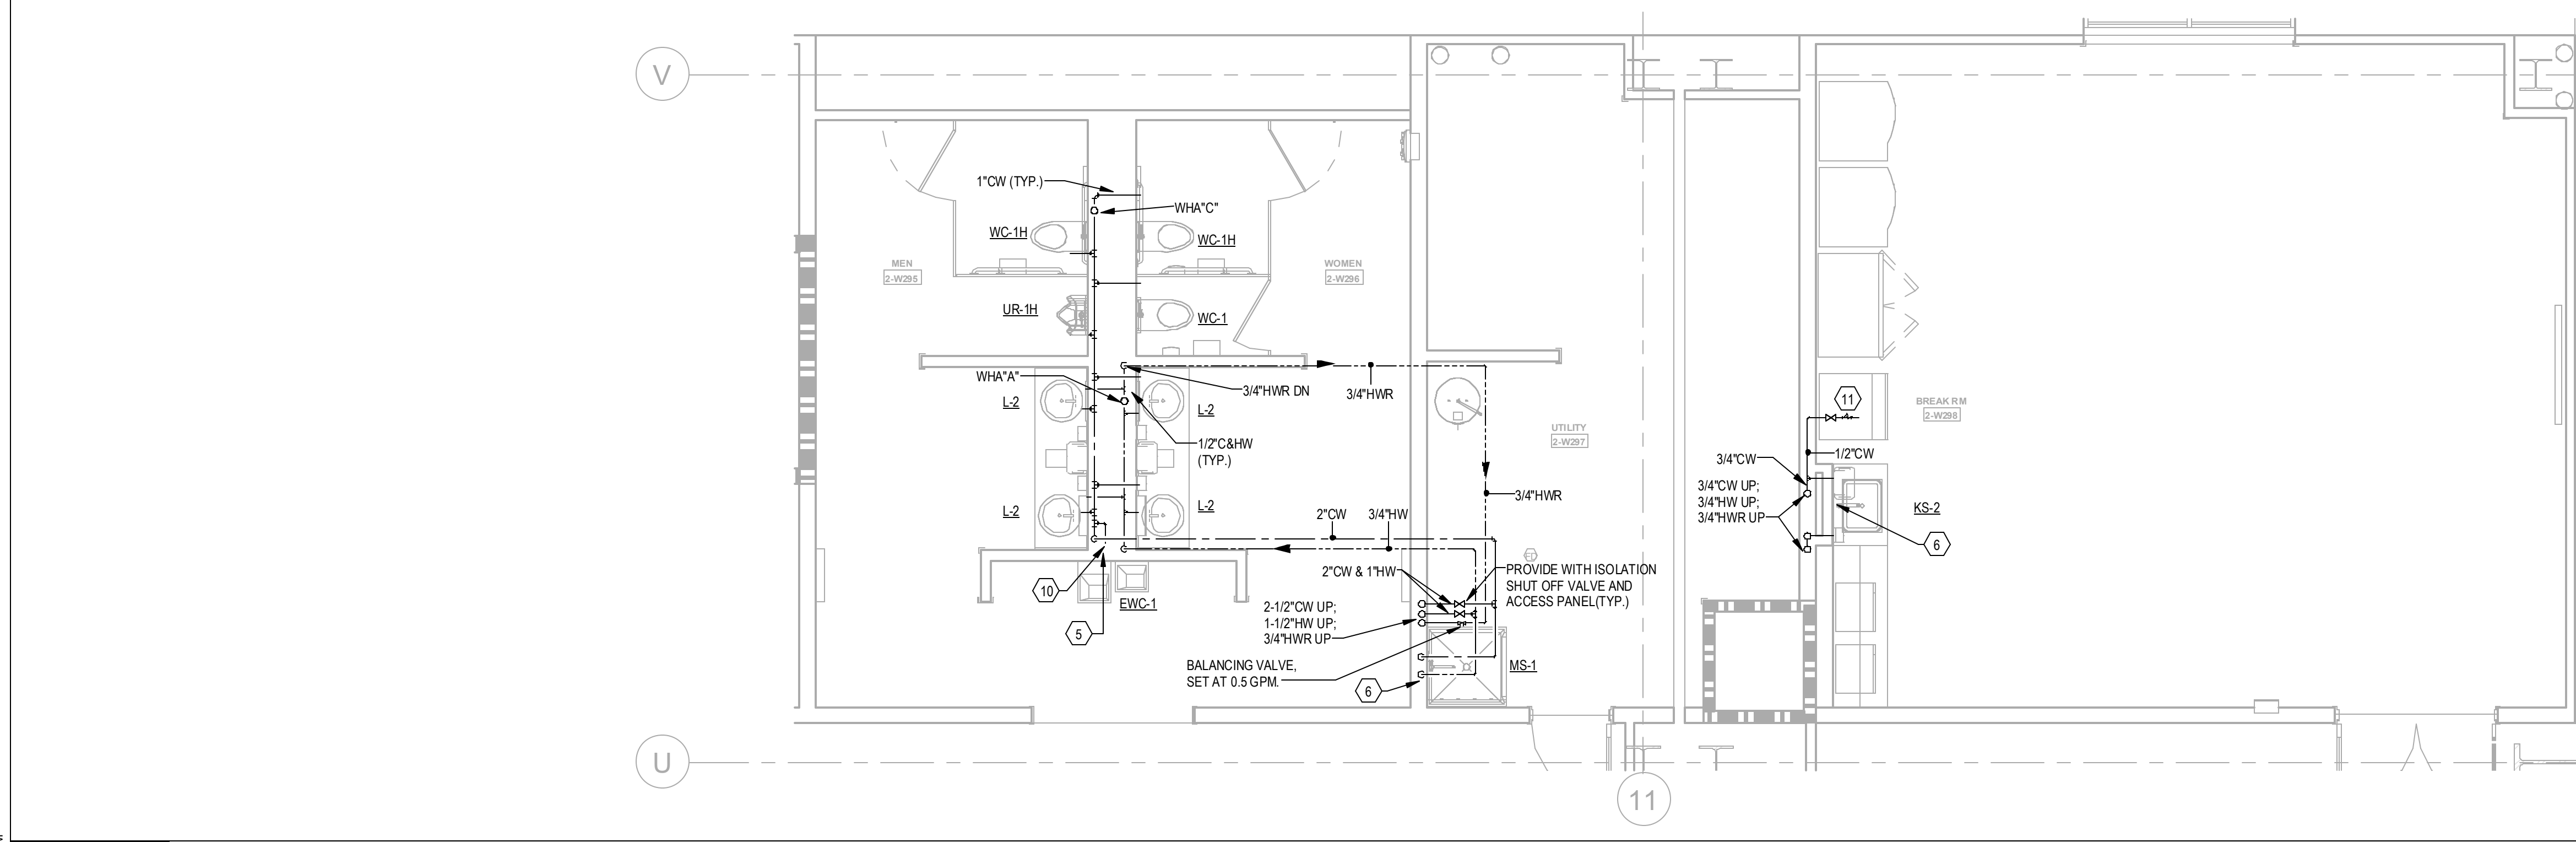 V
1"CW (TYP.)
WHA"C"
WC-1H
WC-1H
MEN
2-W295
WOMEN
2-W296
UR-1H
WC-1
WHA"A"
3/4"HWR DN
3/4"HWR
L-2
L-2
11
BREAK RM
2-W298
UTILITY
2-W297
1/2"C&HW
(TYP.)
3/4"CW
1/2"CW
3/4"CW UP;
3/4"HW UP;
3/4"HWR UP
3/4"HWR
L-2
L-2
KS-2
2"CW
3/4"HW
6
FD
2"CW & 1"HW
PROVIDE WITH ISOLATION
SHUT OFF VALVE AND
ACCESS PANEL(TYP.)
10
EWC-1
2-1/2"CW UP;
1-1/2"HW UP;
3/4"HWR UP
5
BALANCING VALVE,
SET AT 0.5 GPM.
MS-1
6
U
11